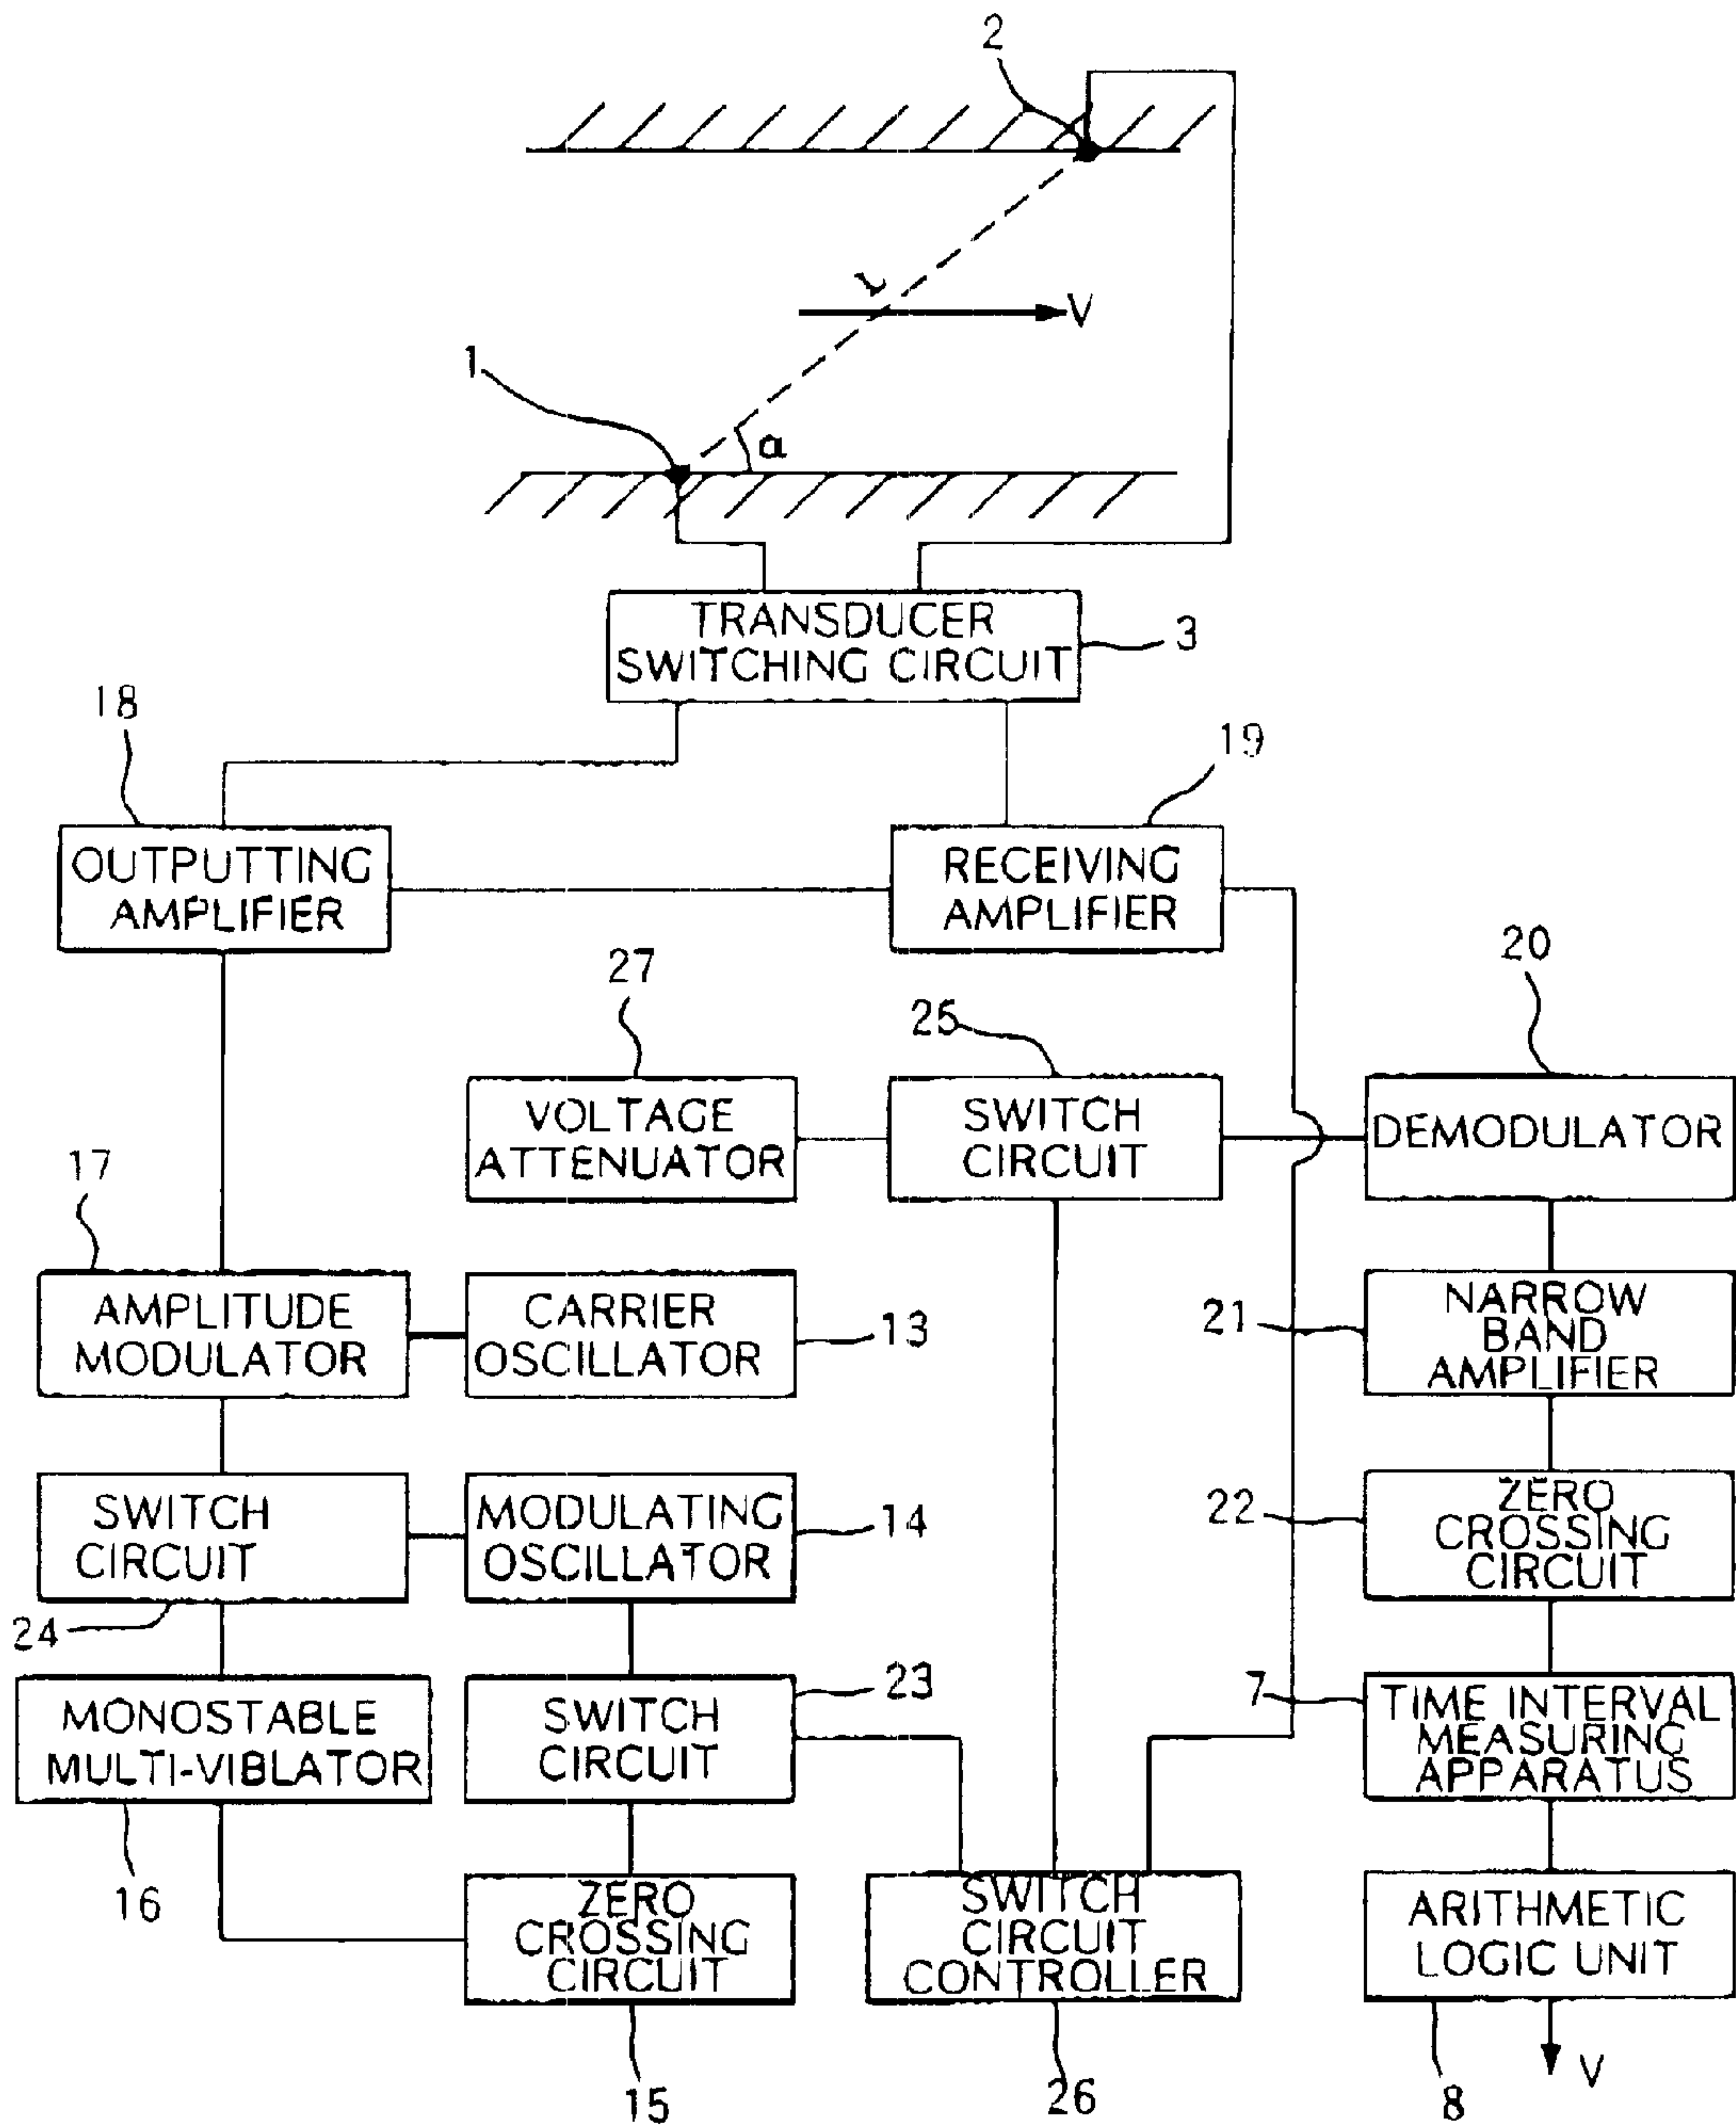 2
V
1
a
TRANSDUCER
SWITCHING CIRCUIT
3
18
19
OUTPUTTING
AMPLIFIER
RECEIVING
AMPLIFIER
27
25
20
VOLTAGE
ATTENUATOR
SWITCH
CIRCUIT
DEMODULATOR
17
AMPLITUDE
MODULATOR
CARRIER
OSCILLATOR
13
21
NARROW
BAND
AMPLIFIER
SWITCH
CIRCUIT
MODULATING
OSCILLATOR
14
22
ZERO
CROSSING
CIRCUIT
24
MONOSTABLE
MULTI-VIBLATOR
SWITCH
CIRCUIT
23
7
TIME INTERVAL
MEASURING
APPARATUS
16
ZERO
CROSSING
CIRCUIT
SWITCH
CIRCUIT
CONTROLLER
ARITHMETIC
LOGIC UNIT
15
26
8
V